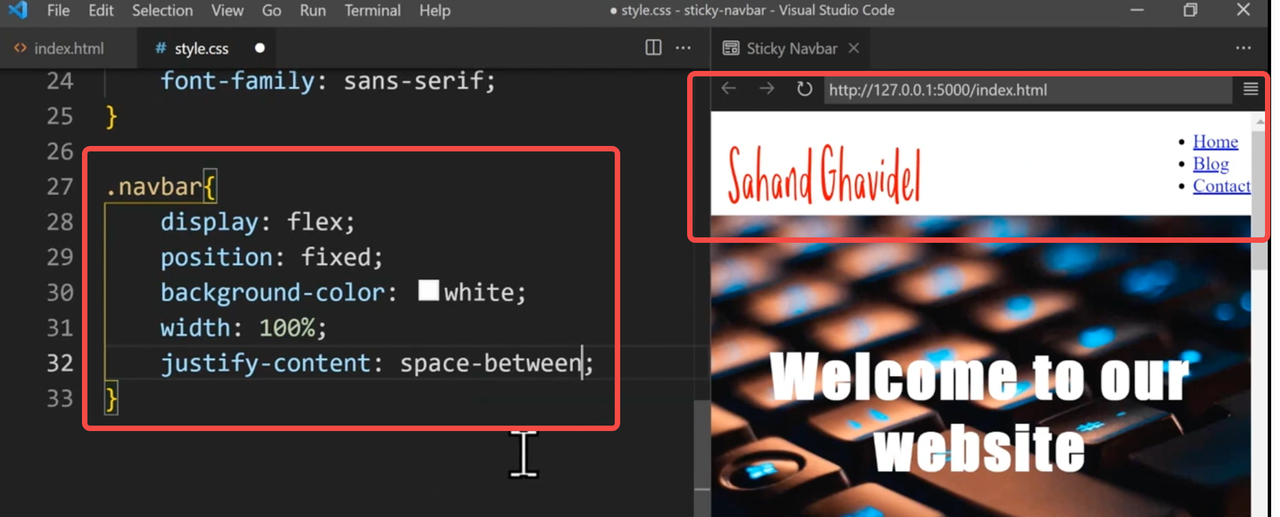 File Edit Selection View Go Run Terminal Help
● style.css - sticky-navbar - Visual Studio Code
<> index.html
# style.css ●
Sticky Navbar ×
24 font-family: sans-serif;
25 }
26
27 .navbar{
28 display: flex;
29 position: fixed;
30 background-color: white;
31 width: 100%;
32 justify-content: space-between;
33 }
http://127.0.0.1:5000/index.html
Sahand Ghavidel
• Home
• Blog
• Contact
Welcome to our
website